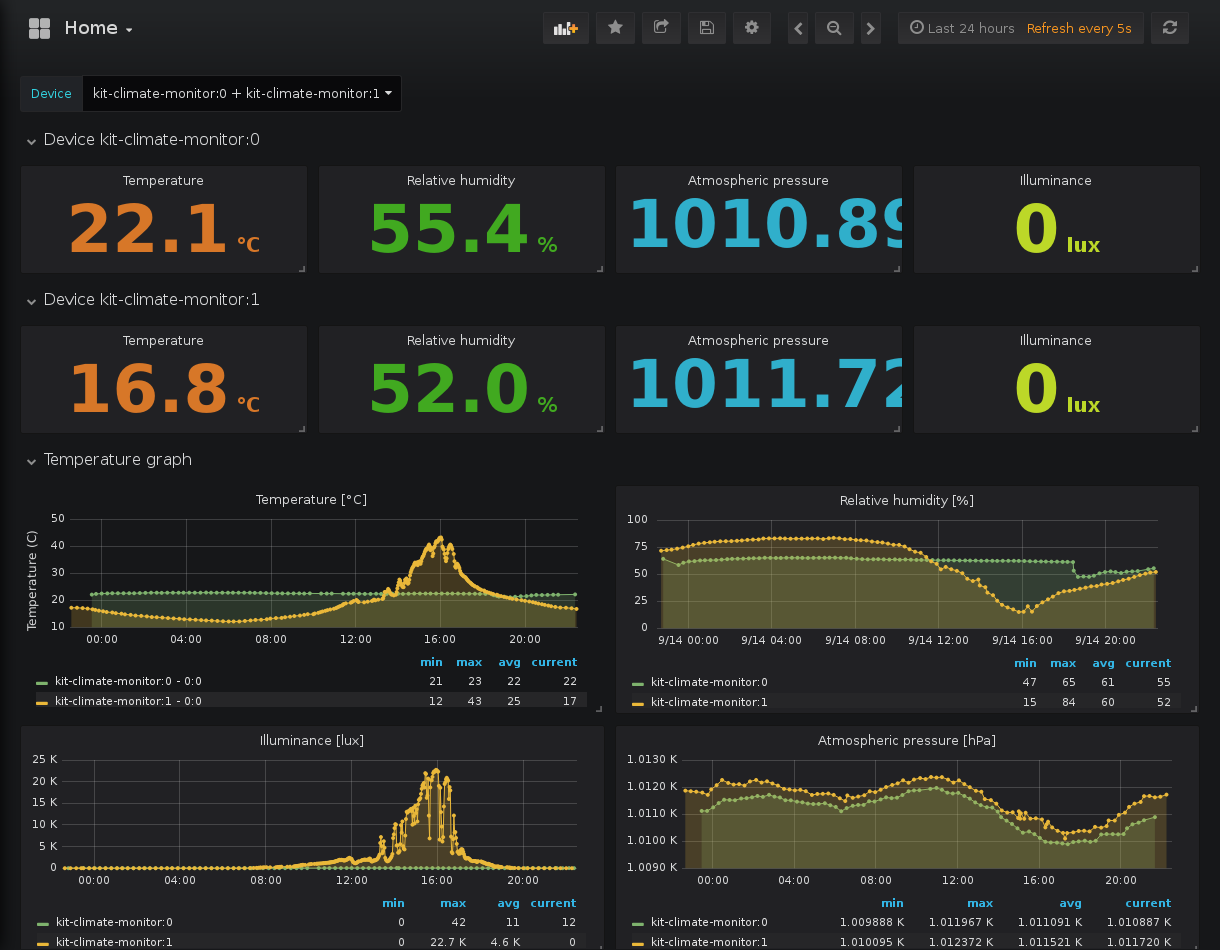 Home
Last 24 hours Refresh every 5s
Device kit-climate-monitor:0 + kit-climate-monitor:1
Device kit-climate-monitor:0
Temperature Relative humidity Atmospheric pressure Illuminance
22.1 °C 55.4 % 1010.89 0 lux
Device kit-climate-monitor:1
Temperature Relative humidity Atmospheric pressure Illuminance
16.8 °C 52.0 % 1011.72 0 lux
Temperature graph
Temperature [°C]
Temperature (C)
50
40
30
20
10
00:00 04:00 08:00 12:00 16:00 20:00
min max avg current
kit-climate-monitor:0 - 0:0 21 23 22 22
kit-climate-monitor:1 - 0:0 12 43 25 17
Relative humidity [%]
100
75
50
25
0
9/14 00:00 9/14 04:00 9/14 08:00 9/14 12:00 9/14 16:00 9/14 20:00
min max avg current
kit-climate-monitor:0 47 65 61 55
kit-climate-monitor:1 15 84 60 52
Illuminance [lux]
25 K
20 K
15 K
10 K
5 K
0
00:00 04:00 08:00 12:00 16:00 20:00
min max avg current
kit-climate-monitor:0 0 42 11 12
kit-climate-monitor:1 0 22.7 K 4.6 K 0
Atmospheric pressure [hPa]
1.0130 K
1.0120 K
1.0110 K
1.0100 K
1.0090 K
00:00 04:00 08:00 12:00 16:00 20:00
min max avg current
kit-climate-monitor:0 1.009888 K 1.011967 K 1.011091 K 1.010887 K
kit-climate-monitor:1 1.010095 K 1.012372 K 1.011521 K 1.011720 K